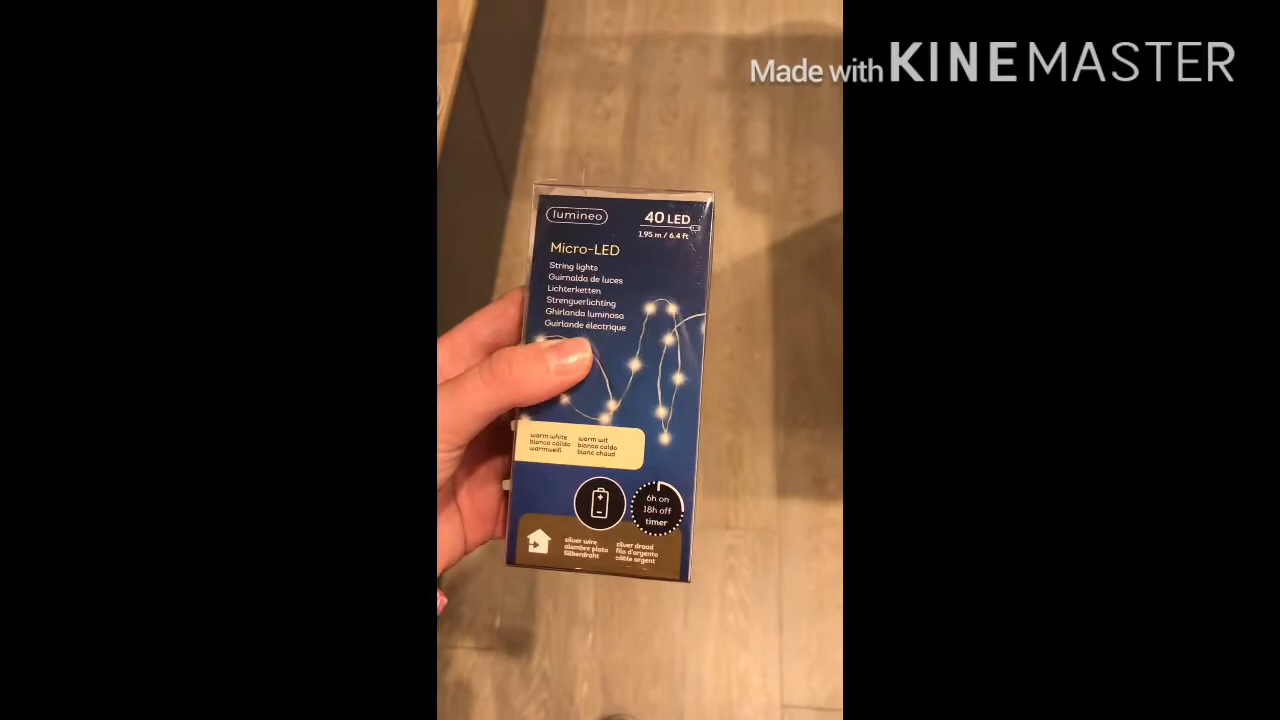 Made with KINEMASTER
lumineo
40 LED
1.95 m / 6.4 ft
Micro-LED
String lights
Guirnalda de luces
Lichterketten
Strengverlichting
Ghirlanda luminosa
Guirlande électrique
warm white
blanco cálido
warmweiß
warm wit
bianco caldo
blanc chaud
6h on
18h off
timer
silver wire
alambre plata
Silberdraht
zilver draad
filo d'argento
câble argent